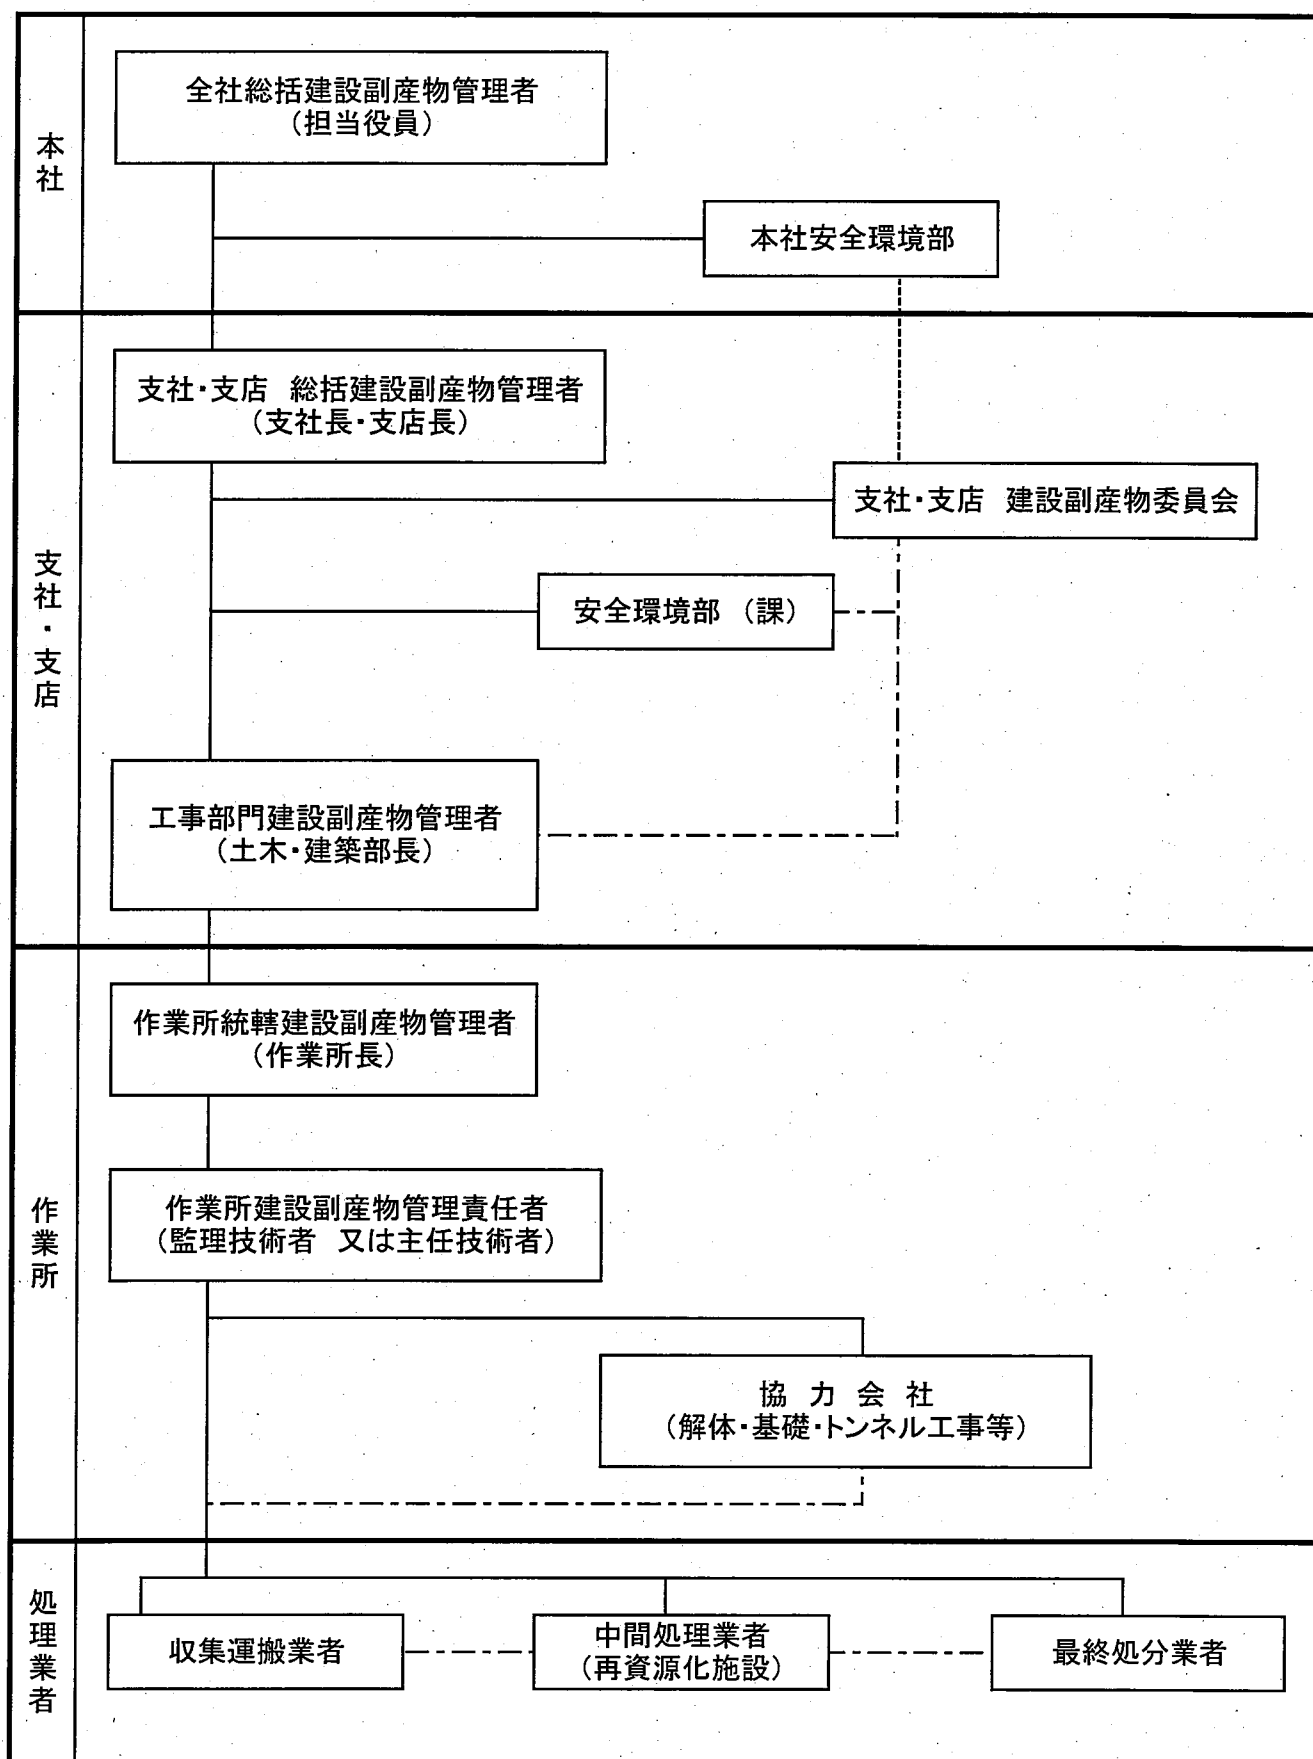 本社
全社総括建設副産物管理者
（担当役員）
本社安全環境部
支社・支店
支社・支店 総括建設副産物管理者
（支社長・支店長）
支社・支店 建設副産物委員会
安全環境部（課）
工事部門建設副産物管理者
（土木・建築部長）
作業所
作業所統轄建設副産物管理者
（作業所長）
作業所建設副産物管理責任者
（監理技術者 又は主任技術者）
協力会社
（解体・基礎・トンネル工事等）
処理業者
収集運搬業者
中間処理業者
（再資源化施設）
最終処分業者